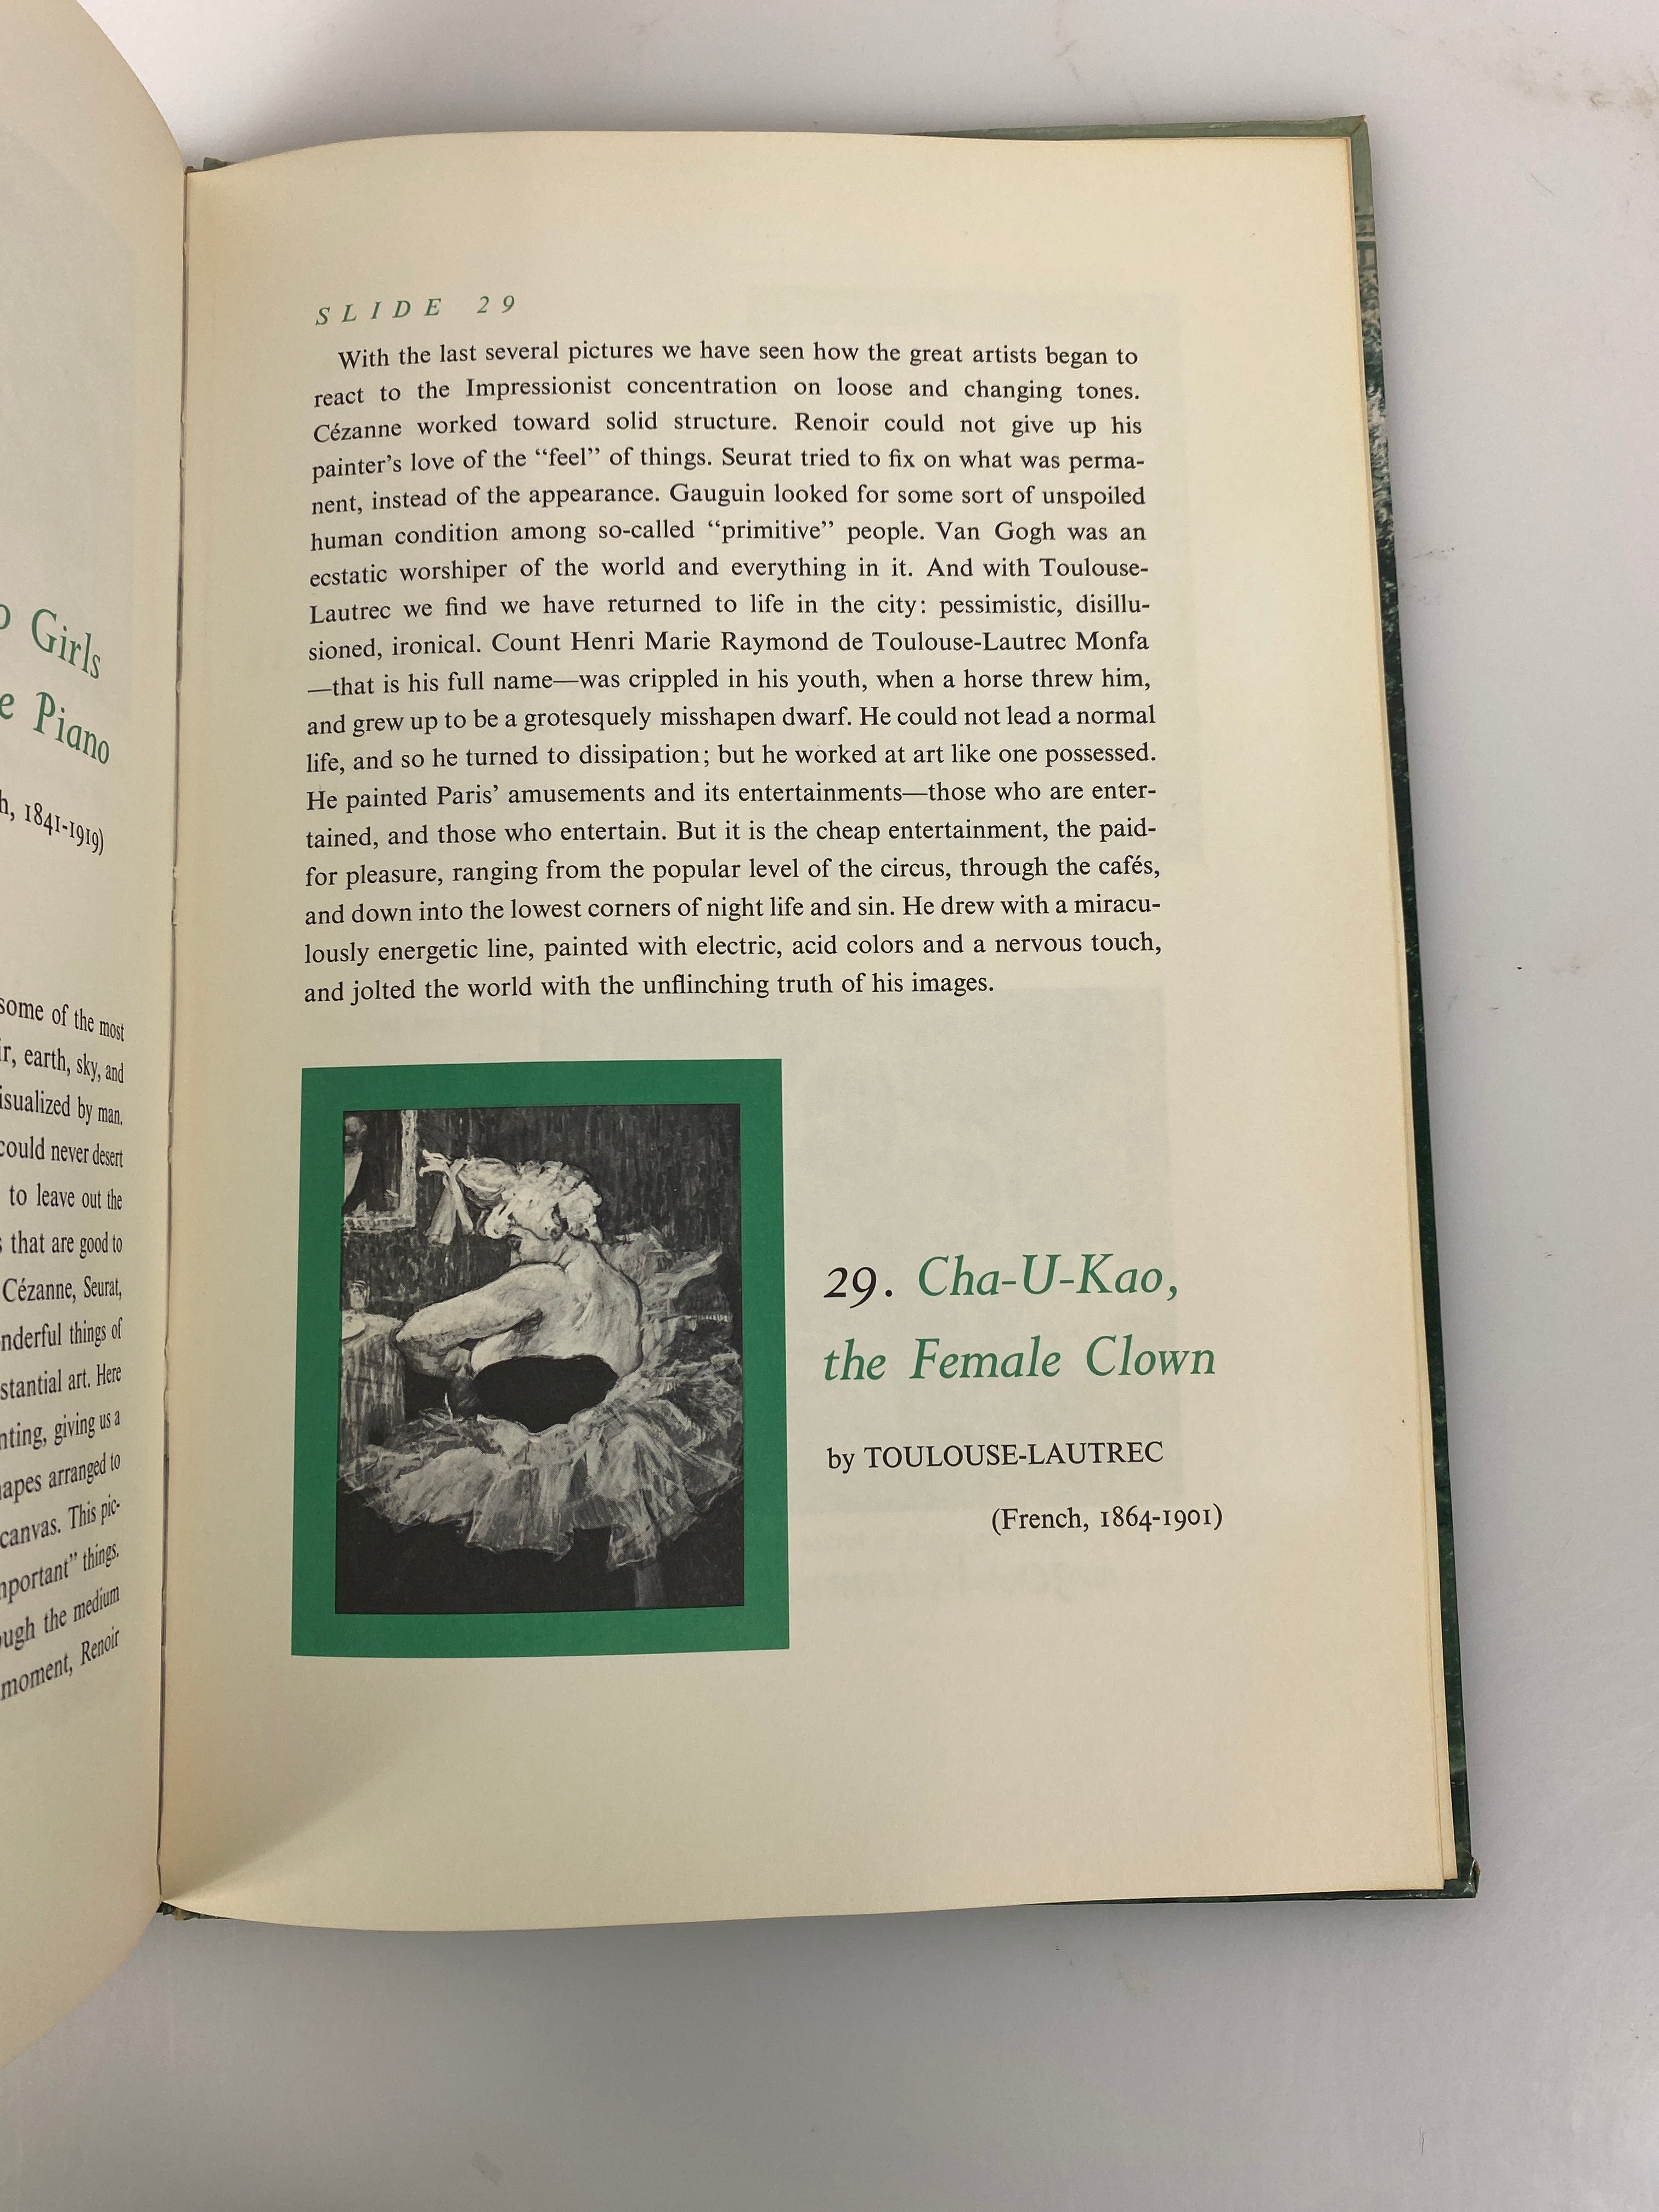 Girls
Piano
1841-1919)
some of the most
earth, sky, and
by man.
could never desert
to leave out the
that are good to
Cézanne, Seurat,
things of
art. Here
giving us a
arranged to
canvas. This pic-
things.
the medium
moment, Renoir
SLIDE 29
With the last several pictures we have seen how the great artists began to
react to the Impressionist concentration on loose and changing tones.
Cézanne worked toward solid structure. Renoir could not give up his
painter's love of the “feel” of things. Seurat tried to fix on what was perma-
nent, instead of the appearance. Gauguin looked for some sort of unspoiled
human condition among so-called “primitive” people. Van Gogh was an
ecstatic worshiper of the world and everything in it. And with Toulouse-
Lautrec we find we have returned to life in the city: pessimistic, disillu-
sioned, ironical. Count Henri Marie Raymond de Toulouse-Lautrec Monfa
—that is his full name—was crippled in his youth, when a horse threw him,
and grew up to be a grotesquely misshapen dwarf. He could not lead a normal
life, and so he turned to dissipation; but he worked at art like one possessed.
He painted Paris’ amusements and its entertainments—those who are enter-
tained, and those who entertain. But it is the cheap entertainment, the paid-
for pleasure, ranging from the popular level of the circus, through the cafés,
and down into the lowest corners of night life and sin. He drew with a miracu-
lously energetic line, painted with electric, acid colors and a nervous touch,
and jolted the world with the unflinching truth of his images.
29. Cha-U-Kao,
the Female Clown
by TOULOUSE-LAUTREC
(French, 1864-1901)